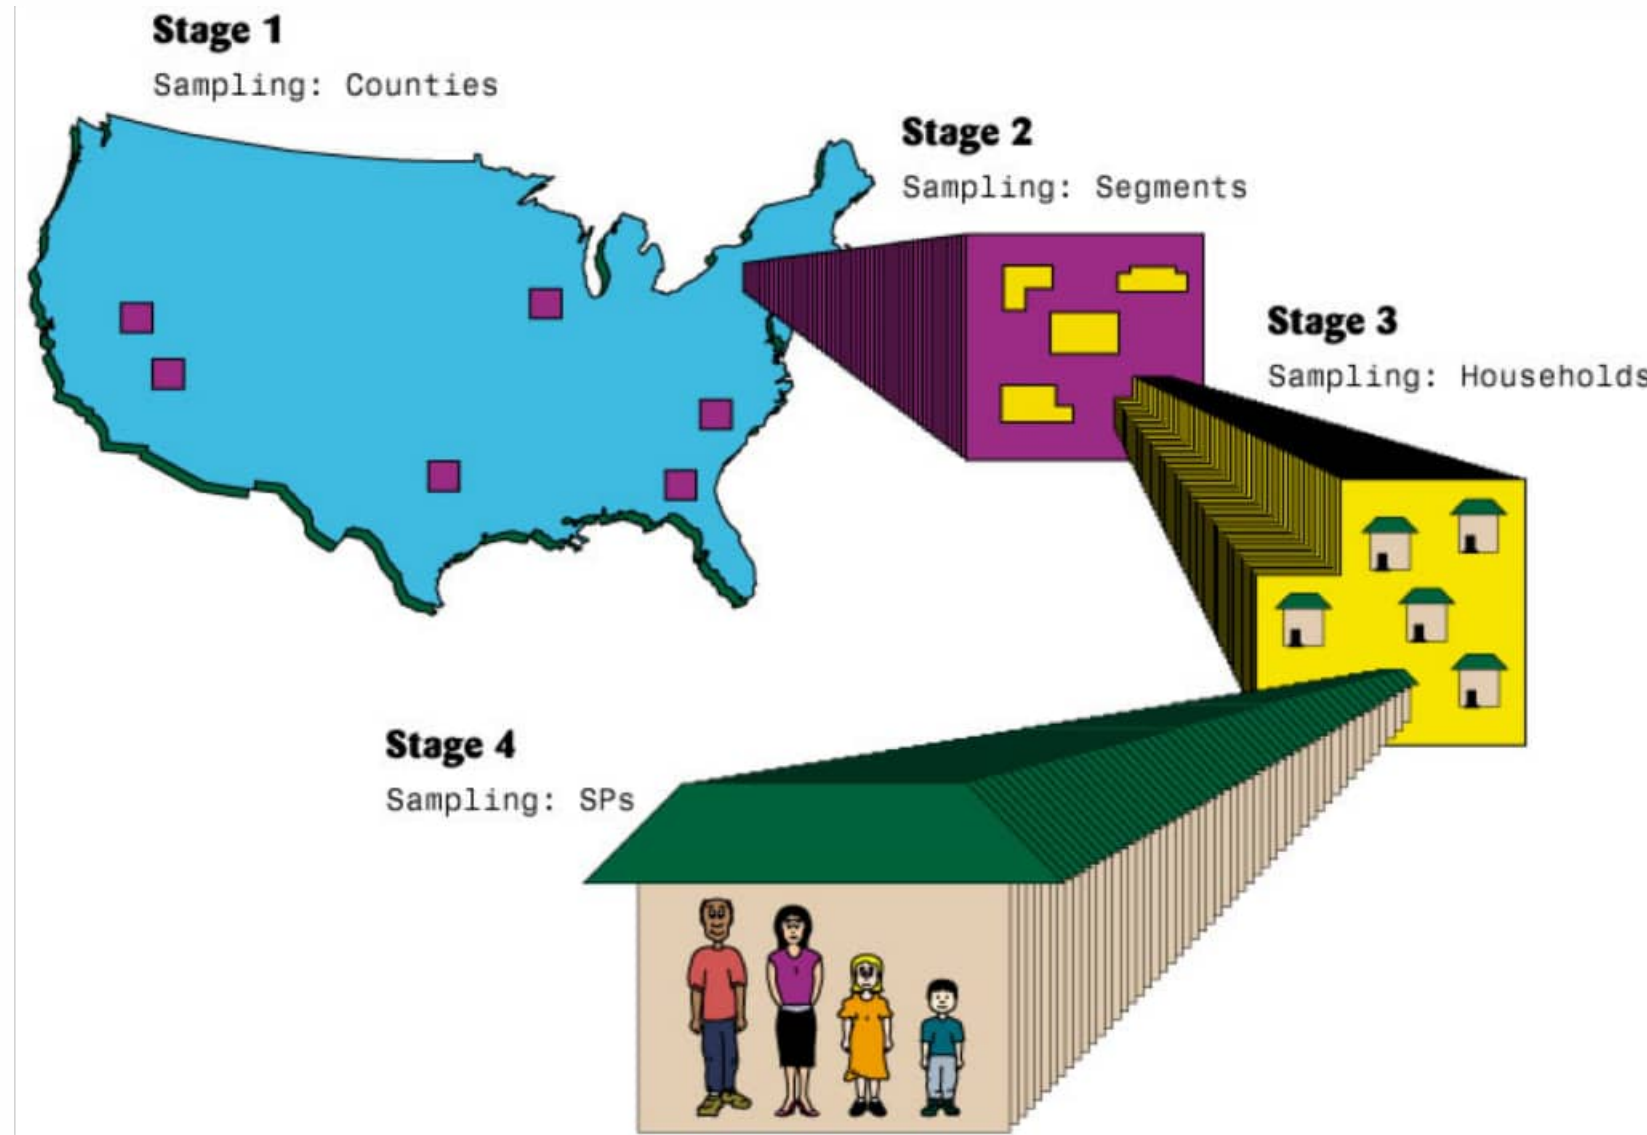 Stage 1
Sampling: Counties
Stage 2
Sampling: Segments
Stage 3
Sampling: Households
Stage 4
Sampling: SPs